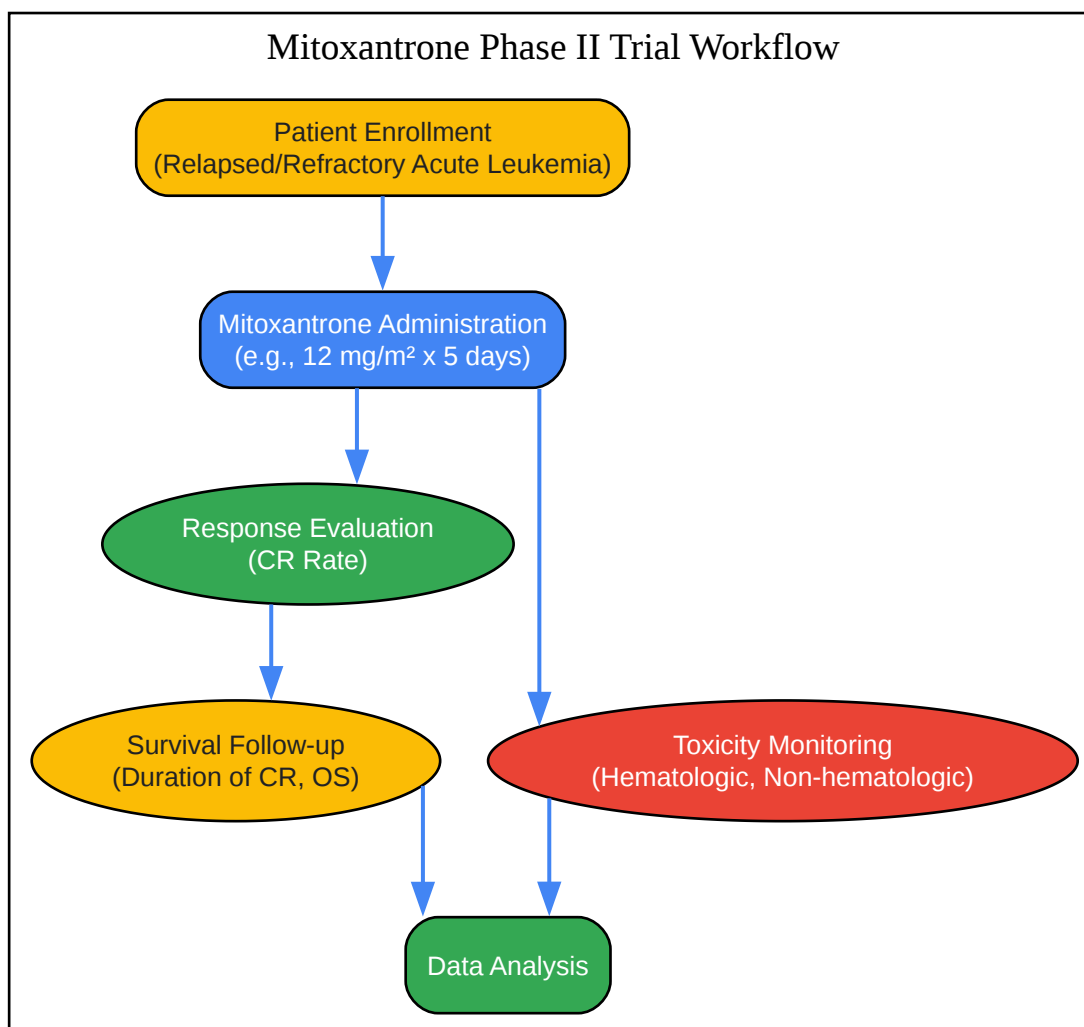 Mitoxantrone Phase II Trial Workflow
Patient Enrollment
(Relapsed/Refractory Acute Leukemia)
Mitoxantrone Administration
(e.g., 12 mg/m² x 5 days)
Response Evaluation
(CR Rate)
Survival Follow-up
(Duration of CR, OS)
Toxicity Monitoring
(Hematologic, Non-hematologic)
Data Analysis